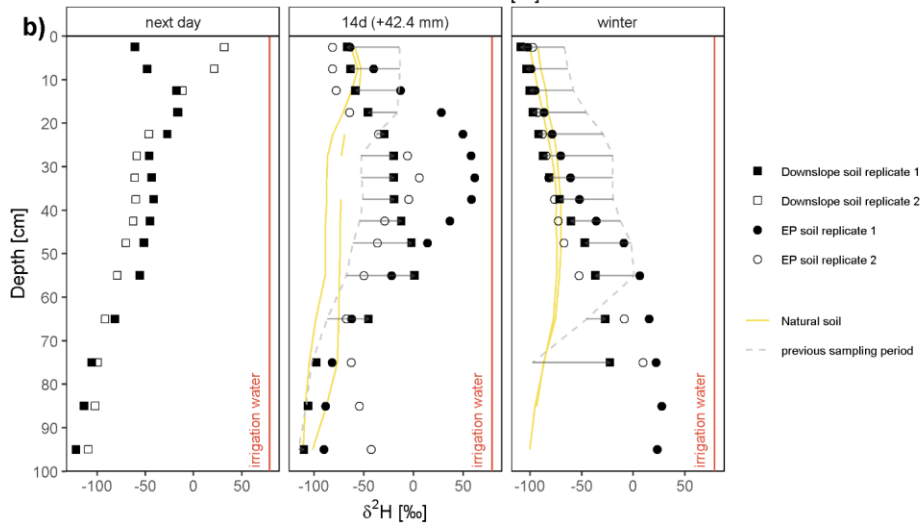 b)
next day
14d (+42.4 mm)
winter
Depth [cm]
0
10
20
30
40
50
60
70
80
90
100
irrigation water
irrigation water
irrigation water
-100
-50
0
50
-100
-50
0
50
-100
-50
0
50
δ²H [‰]
Downslope soil replicate 1
Downslope soil replicate 2
EP soil replicate 1
EP soil replicate 2
Natural soil
previous sampling period